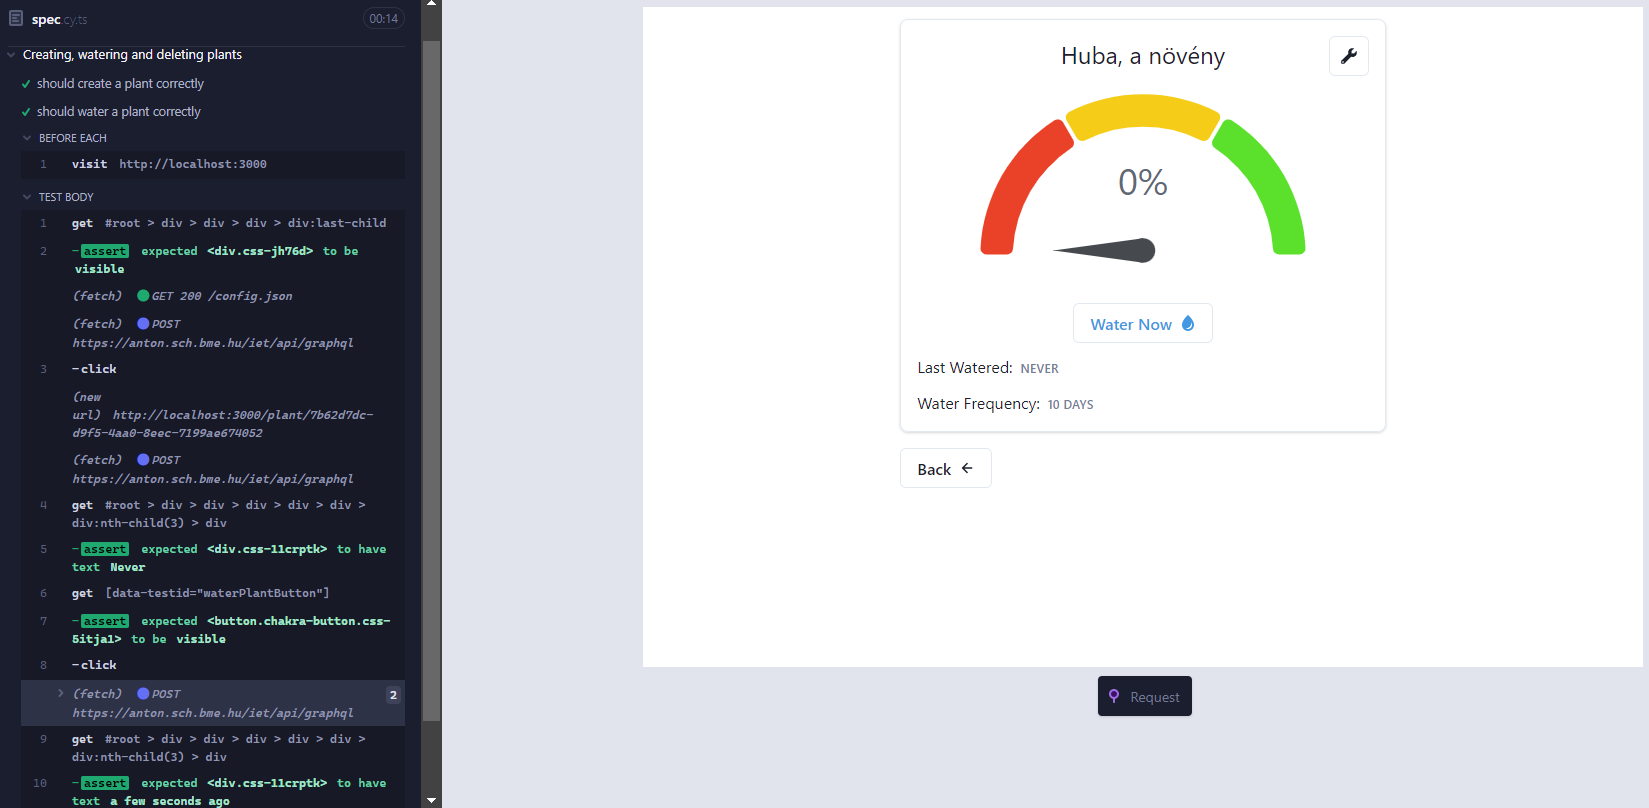 spec.cy.ts 00:14
Creating, watering and deleting plants
should create a plant correctly
should water a plant correctly
BEFORE EACH
1 visit http://localhost:3000
TEST BODY
1 get #root > div > div > div > div:last-child
2 -assert expected <div.css-jh76d> to be
visible
(fetch) GET 200 /config.json
(fetch) POST
https://anton.sch.bme.hu/iet/api/graphql
3 -click
(new
url) http://localhost:3000/plant/7b62d7dc-
d9f5-4aa0-8eec-7199ae674052
(fetch) POST
https://anton.sch.bme.hu/iet/api/graphql
4 get #root > div > div > div > div > div >
div:nth-child(3) > div
5 -assert expected <div.css-11crptk> to have
text Never
6 get [data-testid="waterPlantButton"]
7 -assert expected <button.chakra-button.css-
5itja1> to be visible
8 -click
(fetch) POST 2
https://anton.sch.bme.hu/iet/api/graphql
9 get #root > div > div > div > div > div >
div:nth-child(3) > div
10 -assert expected <div.css-11crptk> to have
text a few seconds ago
Huba, a növény
0%
Water Now
Last Watered: NEVER
Water Frequency: 10 DAYS
Back
Request